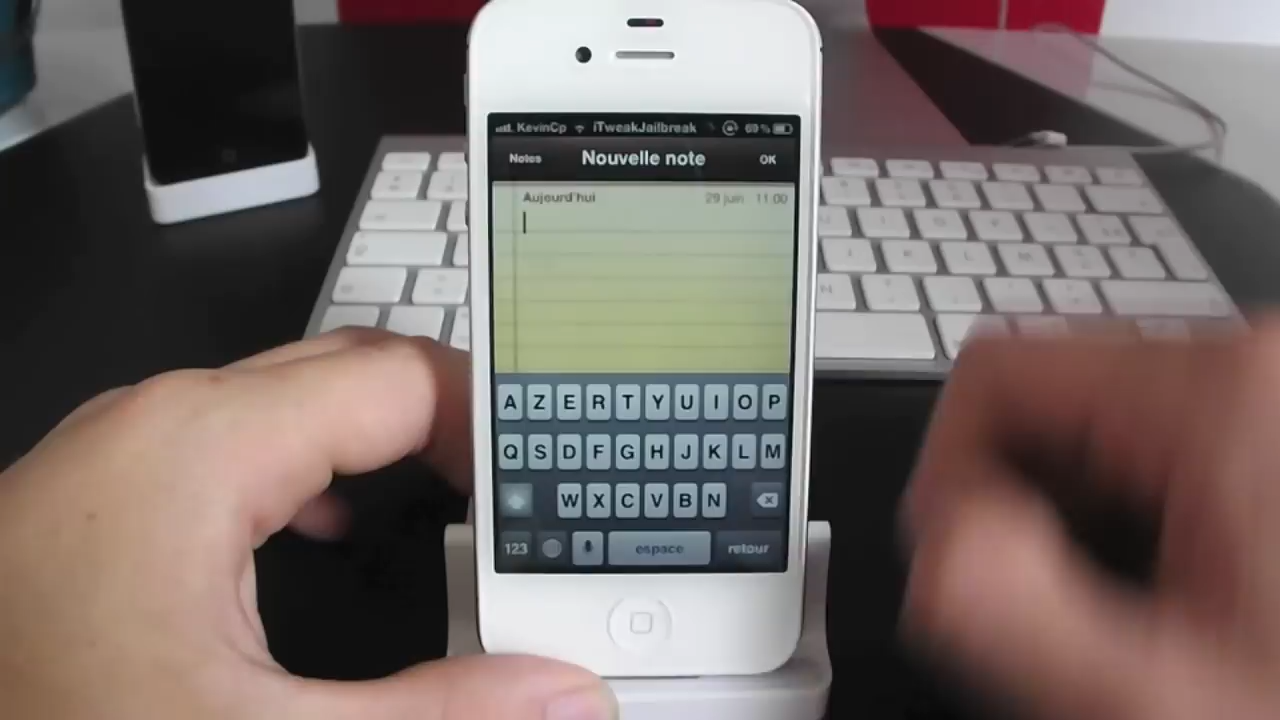 KevinCp iTweakJailbreak 69 %
Notes Nouvelle note OK
Aujourd'hui 29 juin 11:00
A Z E R T Y U I O P
Q S D F G H J K L M
W X C V B N
123 espace retour